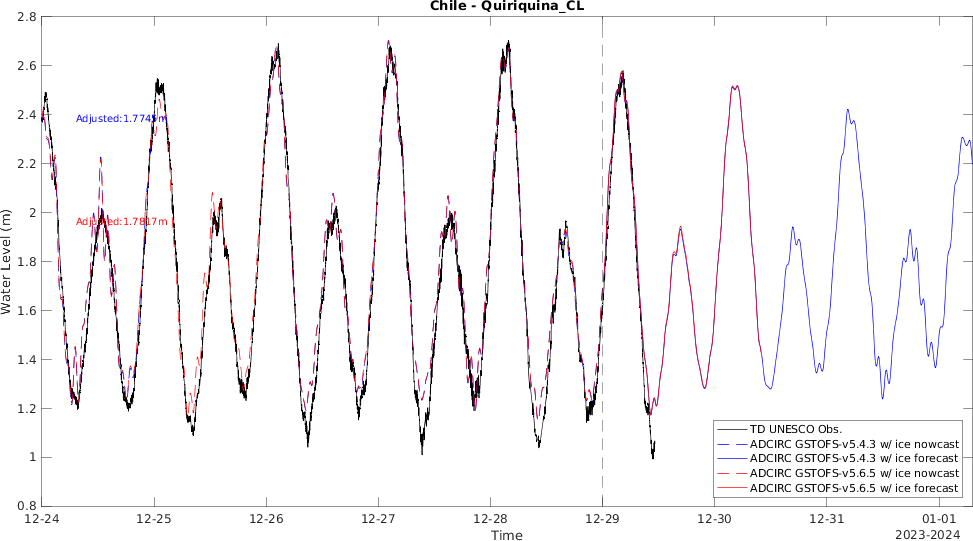 Chile - Quiriquina_CL
2.8
2.6
2.4
2.2
2
1.8
1.6
1.4
1.2
1
0.8
Water Level (m)
Adjusted:1.7745m
Adjusted:1.7817m
TD UNESCO Obs.
ADCIRC GSTOFS-v5.4.3 w/ ice nowcast
ADCIRC GSTOFS-v5.4.3 w/ ice forecast
ADCIRC GSTOFS-v5.6.5 w/ ice nowcast
ADCIRC GSTOFS-v5.6.5 w/ ice forecast
12-24 12-25 12-26 12-27 12-28 12-29 12-30 12-31 01-01
Time
2023-2024